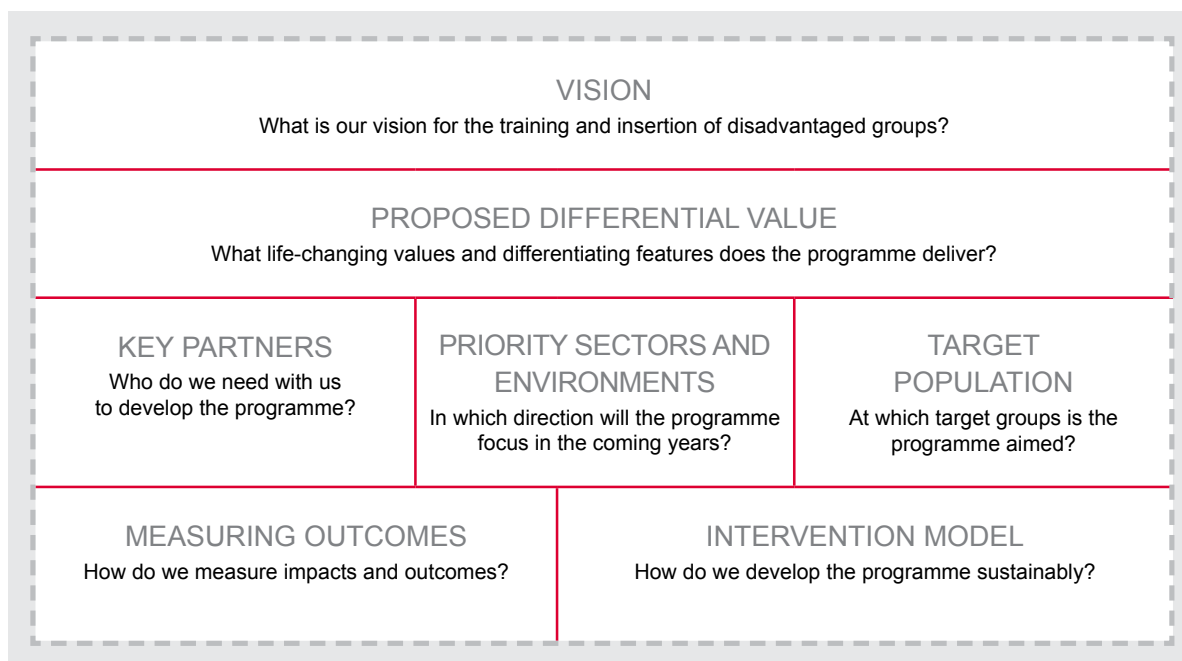 VISION
What is our vision for the training and insertion of disadvantaged groups?
PROPOSED DIFFERENTIAL VALUE
What life-changing values and differentiating features does the programme deliver?
KEY PARTNERS
Who do we need with us
to develop the programme?
PRIORITY SECTORS AND
ENVIRONMENTS
In which direction will the programme
focus in the coming years?
TARGET
POPULATION
At which target groups is the
programme aimed?
MEASURING OUTCOMES
How do we measure impacts and outcomes?
INTERVENTION MODEL
How do we develop the programme sustainably?